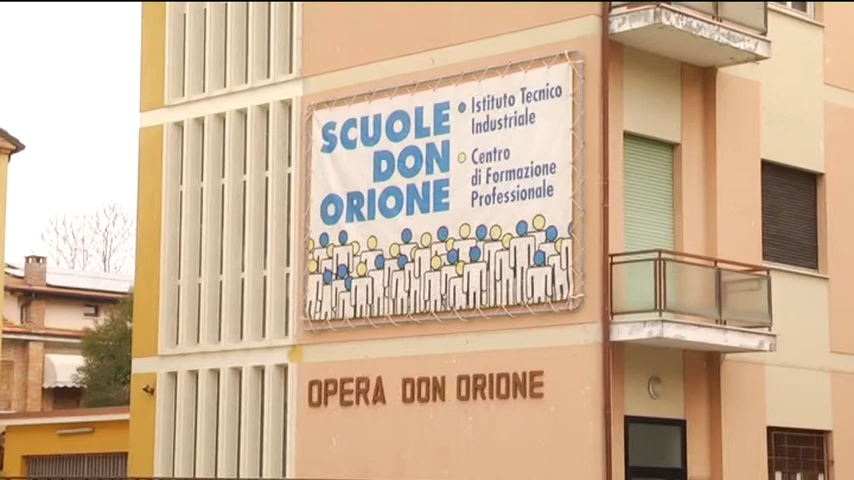 SCUOLE
DON
ORIONE
Istituto Tecnico
Industriale
Centro
di Formazione
Professionale
OPERA DON ORIONE